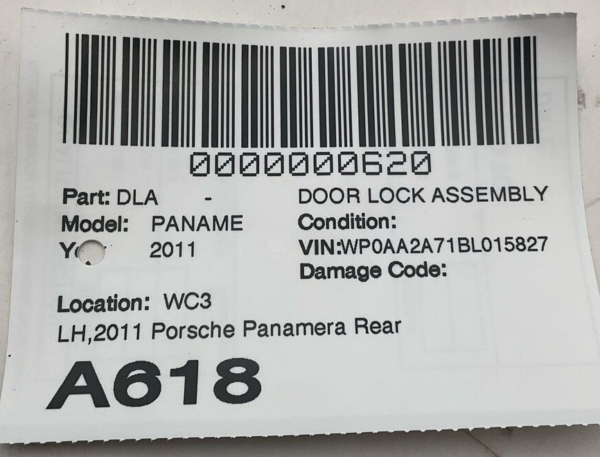 0000000620
Part: DLA - DOOR LOCK ASSEMBLY
Model: PANAME Condition:
2011 VIN:WP0AA2A71BL015827
Damage Code:
Location: WC3
LH,2011 Porsche Panamera Rear
A618